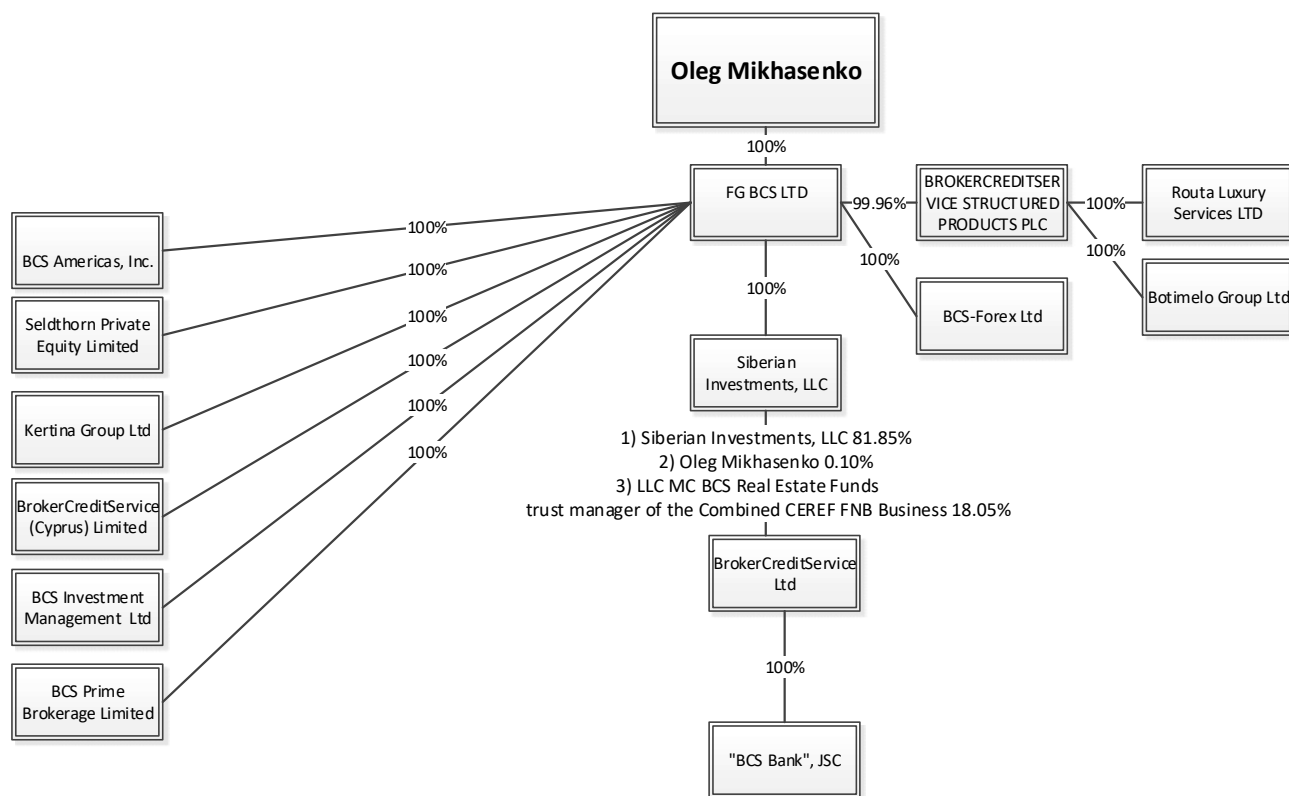 Oleg Mikhasenko
100%
FG BCS LTD
99.96%
BROKERCREDITSER
VICE STRUCTURED
PRODUCTS PLC
100%
Routa Luxury
Services LTD
100%
Botimelo Group Ltd
100%
BCS-Forex Ltd
100%
BCS Americas, Inc.
100%
Seldthorn Private
Equity Limited
100%
Kertina Group Ltd
100%
BrokerCreditService
(Cyprus) Limited
100%
BCS Investment
Management Ltd
100%
BCS Prime
Brokerage Limited
100%
Siberian
Investments, LLC
1) Siberian Investments, LLC 81.85%
2) Oleg Mikhasenko 0.10%
3) LLC MC BCS Real Estate Funds
trust manager of the Combined CEREF FNB Business 18.05%
BrokerCreditService
Ltd
100%
"BCS Bank", JSC